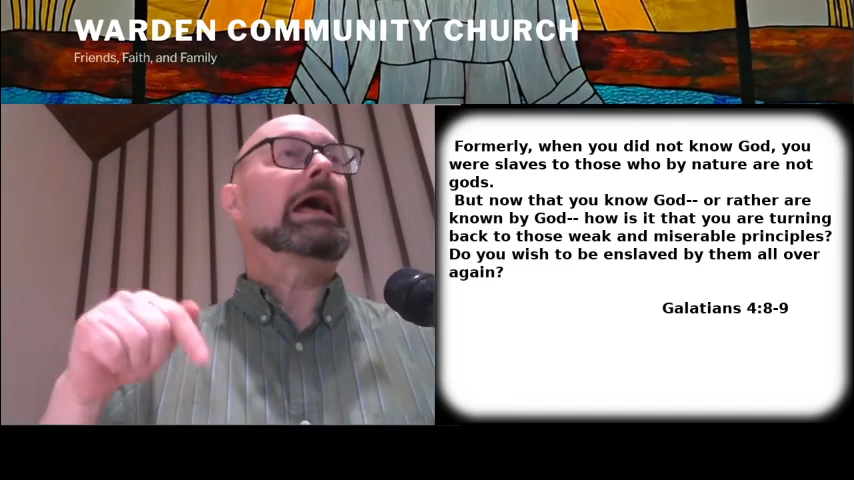 WARDEN COMMUNITY CHURCH
Friends, Faith, and Family
Formerly, when you did not know God, you
were slaves to those who by nature are not
gods.
But now that you know God-- or rather are
known by God-- how is it that you are turning
back to those weak and miserable principles?
Do you wish to be enslaved by them all over
again?
Galatians 4:8-9